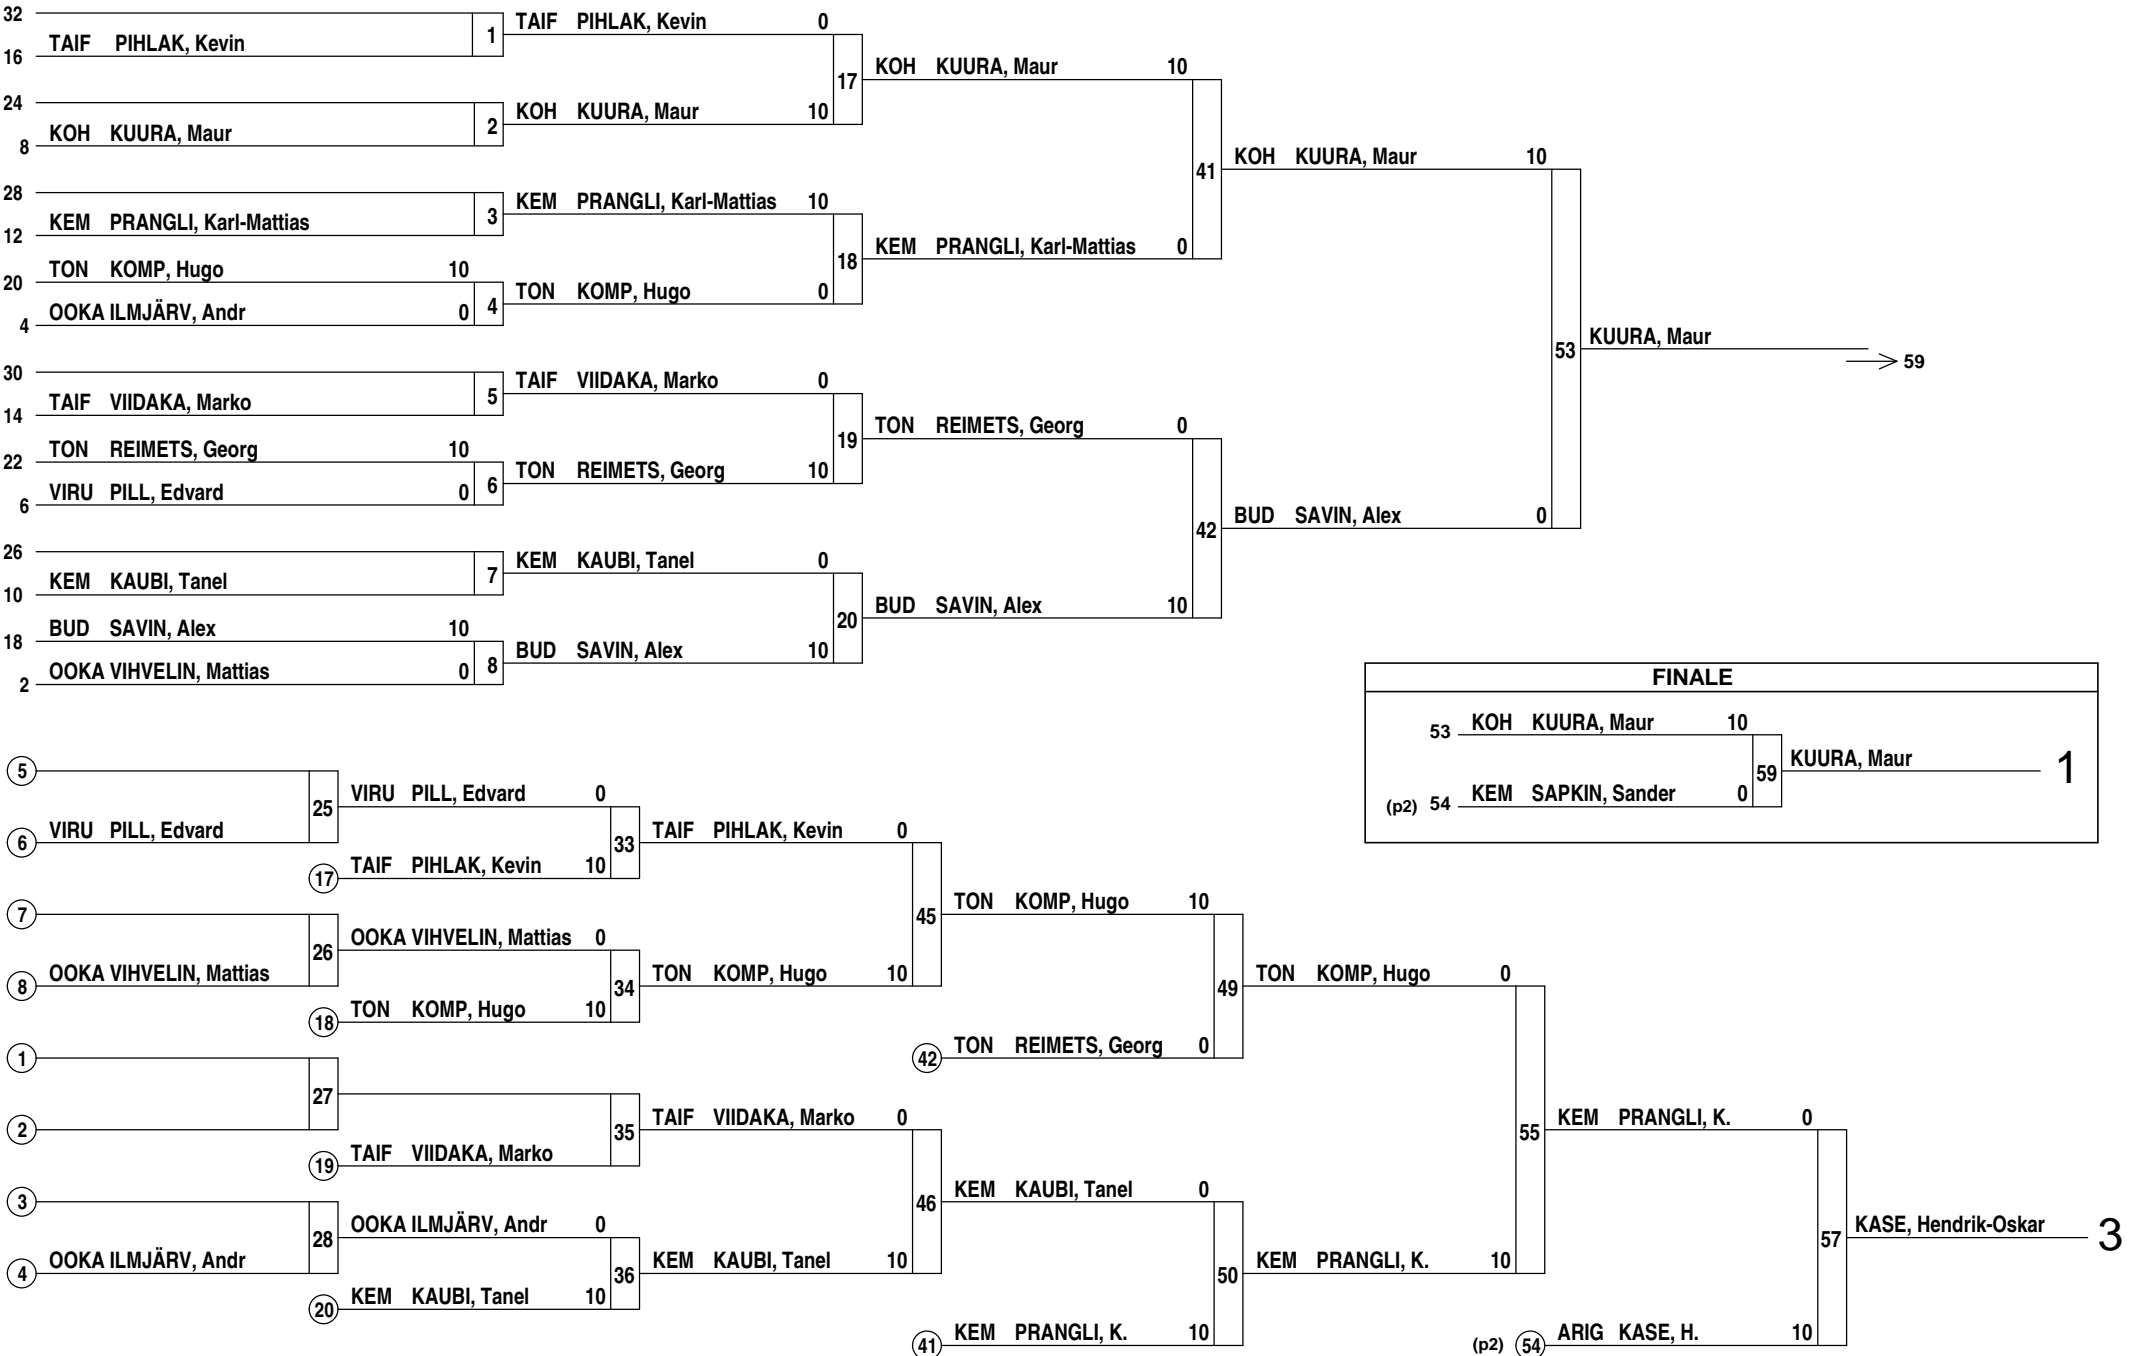 32
TAIF PIHLAK, Kevin
16
1
TAIF PIHLAK, Kevin 0
24
KOH KUURA, Maur
8
2
KOH KUURA, Maur 10
17
KOH KUURA, Maur 10
28
KEM PRANGLI, Karl-Mattias
12
3
KEM PRANGLI, Karl-Mattias 10
20
TON KOMP, Hugo 10
OOKA ILMJÄRV, Andr 0
4
4
TON KOMP, Hugo 0
18
KEM PRANGLI, Karl-Mattias 0
41
KOH KUURA, Maur 10
30
TAIF VIIDAKA, Marko
14
5
TAIF VIIDAKA, Marko 0
TON REIMETS, Georg 10
22
VIRU PILL, Edvard 0
6
6
TON REIMETS, Georg 10
19
TON REIMETS, Georg 0
26
KEM KAUBI, Tanel
10
7
KEM KAUBI, Tanel 0
BUD SAVIN, Alex 10
18
OOKA VIHVELIN, Mattias 0
2
8
BUD SAVIN, Alex 10
20
BUD SAVIN, Alex 10
42
BUD SAVIN, Alex 0
53
KUURA, Maur
59
FINALE
53 KOH KUURA, Maur 10
(p2) 54 KEM SAPKIN, Sander 0
59
KUURA, Maur 1
5
VIRU PILL, Edvard
6
25
VIRU PILL, Edvard 0
17 TAIF PIHLAK, Kevin 10
33
TAIF PIHLAK, Kevin 0
7
OOKA VIHVELIN, Mattias
8
26
OOKA VIHVELIN, Mattias 0
18 TON KOMP, Hugo 10
34
TON KOMP, Hugo 10
45
TON KOMP, Hugo 10
42 TON REIMETS, Georg 0
49
TON KOMP, Hugo 0
1
2
27
19 TAIF VIIDAKA, Marko
35
TAIF VIIDAKA, Marko 0
3
OOKA ILMJÄRV, Andr
4
28
OOKA ILMJÄRV, Andr 0
20 KEM KAUBI, Tanel 10
36
KEM KAUBI, Tanel 10
46
KEM KAUBI, Tanel 0
41 KEM PRANGLI, K. 10
50
KEM PRANGLI, K. 10
55
KEM PRANGLI, K. 0
(p2) 54 ARIG KASE, H. 10
57
KASE, Hendrik-Oskar 3